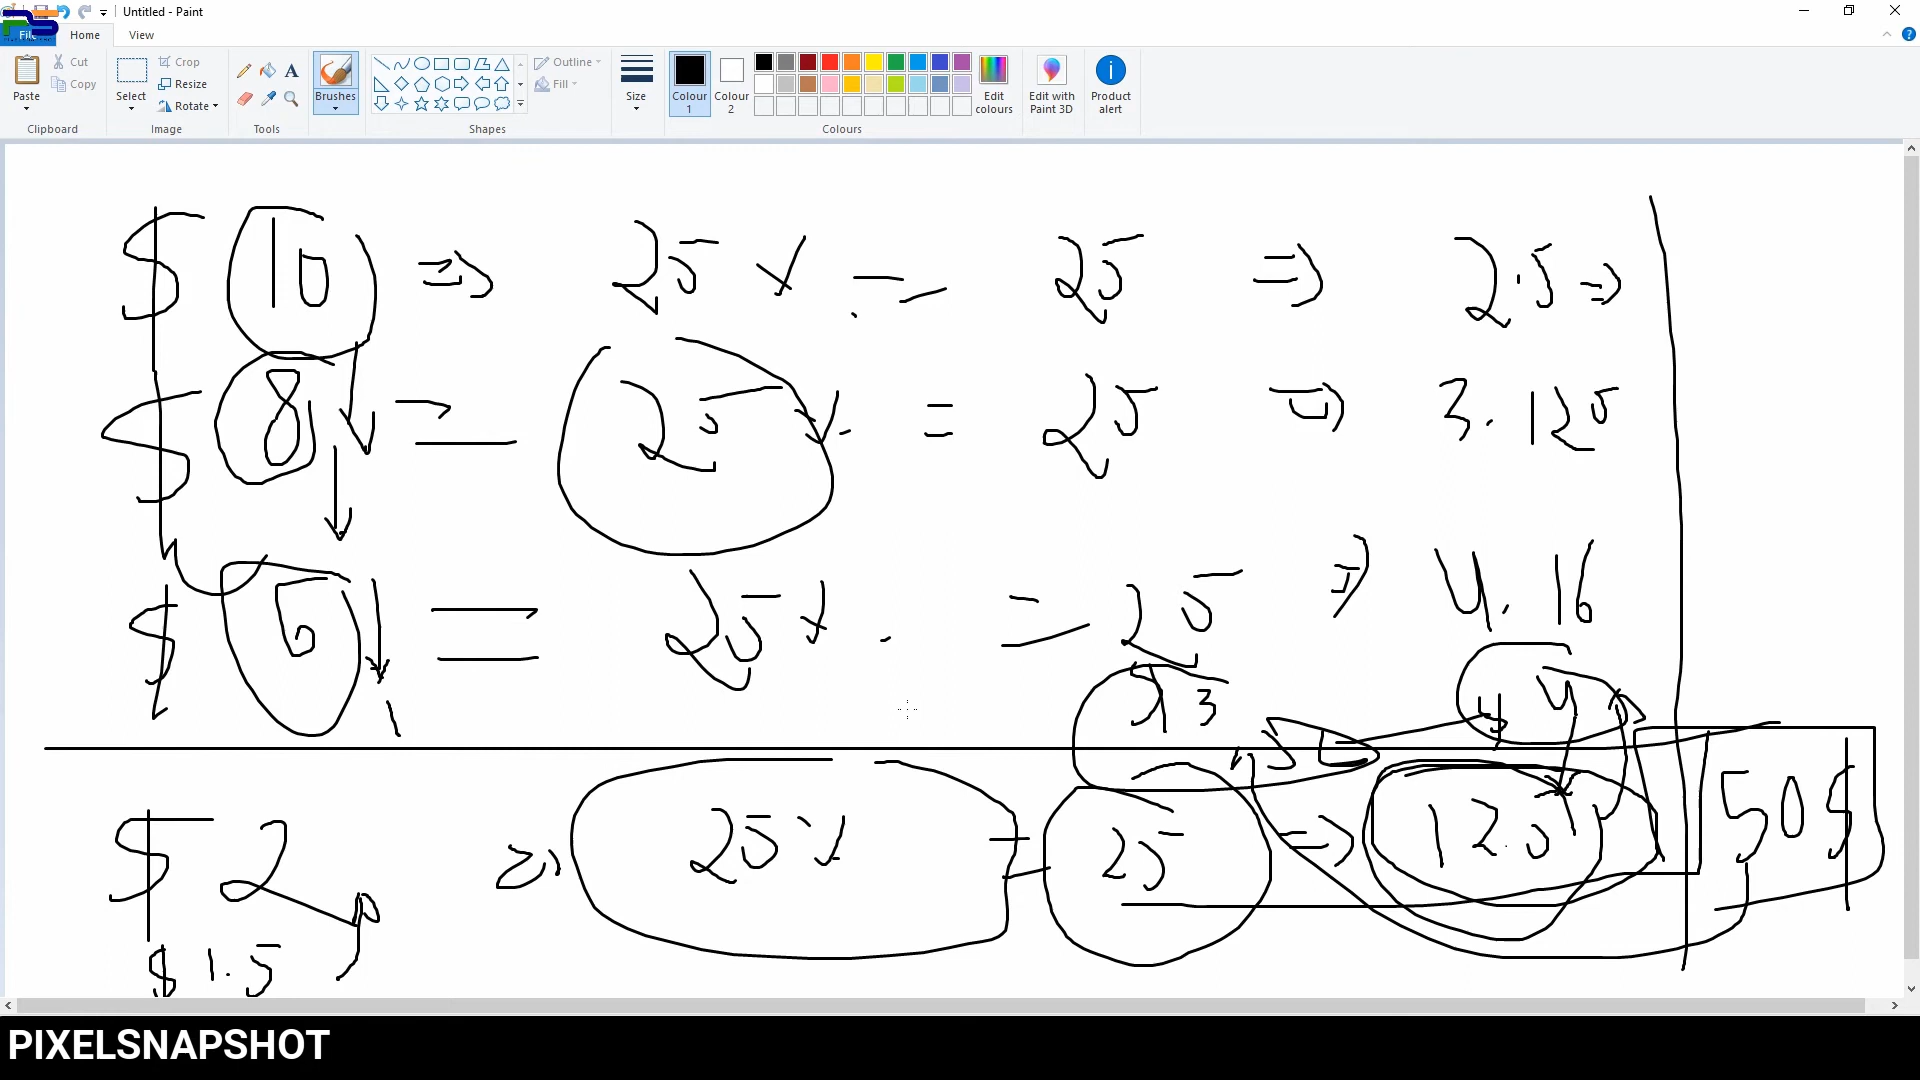 Untitled - Paint
File Home View
Paste Cut Copy Clipboard
Select Crop Resize Rotate Image
A Tools
Brushes
Shapes
Outline Fill
Size
Colour 1 Colour 2 Edit colours Colours
Edit with Paint 3D
Product alert
$ 10 => 25 % = 25 => 2.5 =>
$ 8 = 25 % = 25 => 3.125
$ 6 = 25 % = 25 => 4.16
$ 2 => 25 % = 25 => 12.5 50 $
$ 1.5
PIXELSNAPSHOT